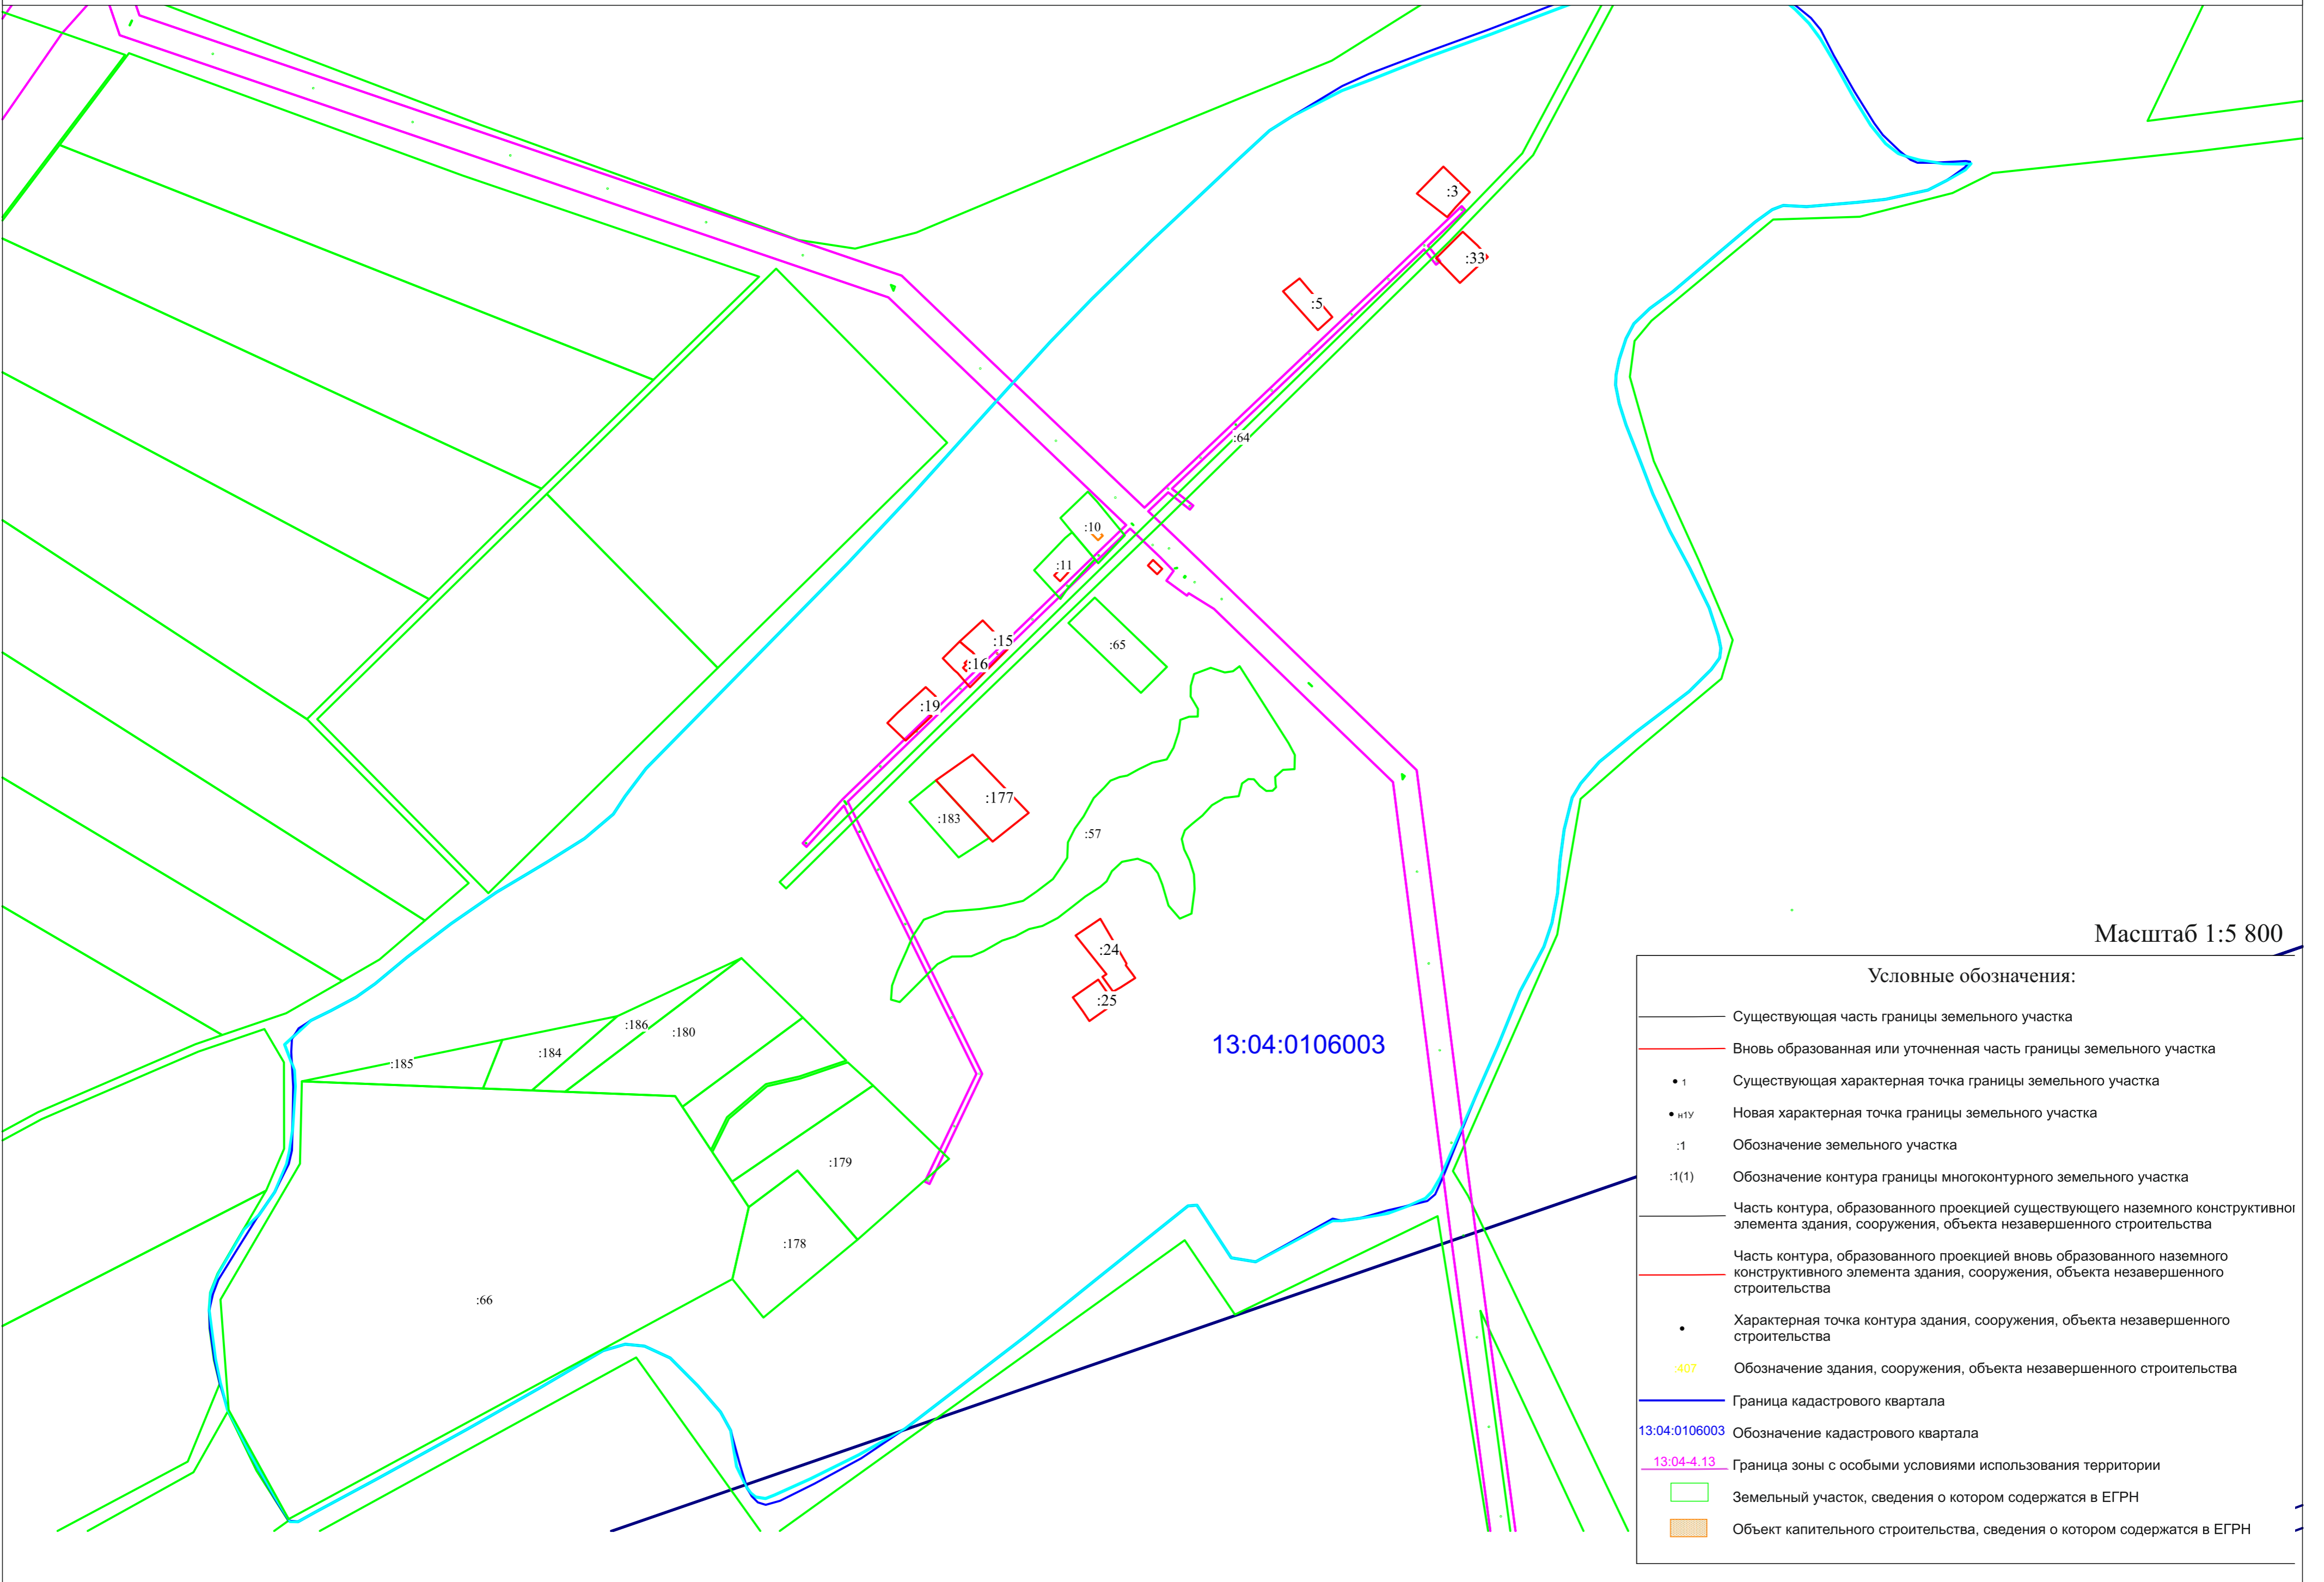 :3
:33
:5
:64
:10
:11
:15
:65
:16
:19
:177
:183
:57
:24
:25
13:04:0106003
:186
:180
:184
:185
:179
:178
:66
Масштаб 1:5 800
Условные обозначения:
Существующая часть границы земельного участка
Вновь образованная или уточненная часть границы земельного участка
1 Существующая характерная точка границы земельного участка
н1У Новая характерная точка границы земельного участка
:1 Обозначение земельного участка
:1(1) Обозначение контура границы многоконтурного земельного участка
Часть контура, образованного проекцией существующего наземного конструктивног
элемента здания, сооружения, объекта незавершенного строительства
Часть контура, образованного проекцией вновь образованного наземного
конструктивного элемента здания, сооружения, объекта незавершенного
строительства
Характерная точка контура здания, сооружения, объекта незавершенного
строительства
:407 Обозначение здания, сооружения, объекта незавершенного строительства
Граница кадастрового квартала
13:04:0106003 Обозначение кадастрового квартала
13:04-4.13 Граница зоны с особыми условиями использования территории
Земельный участок, сведения о котором содержатся в ЕГРН
Объект капительного строительства, сведения о котором содержатся в ЕГРН